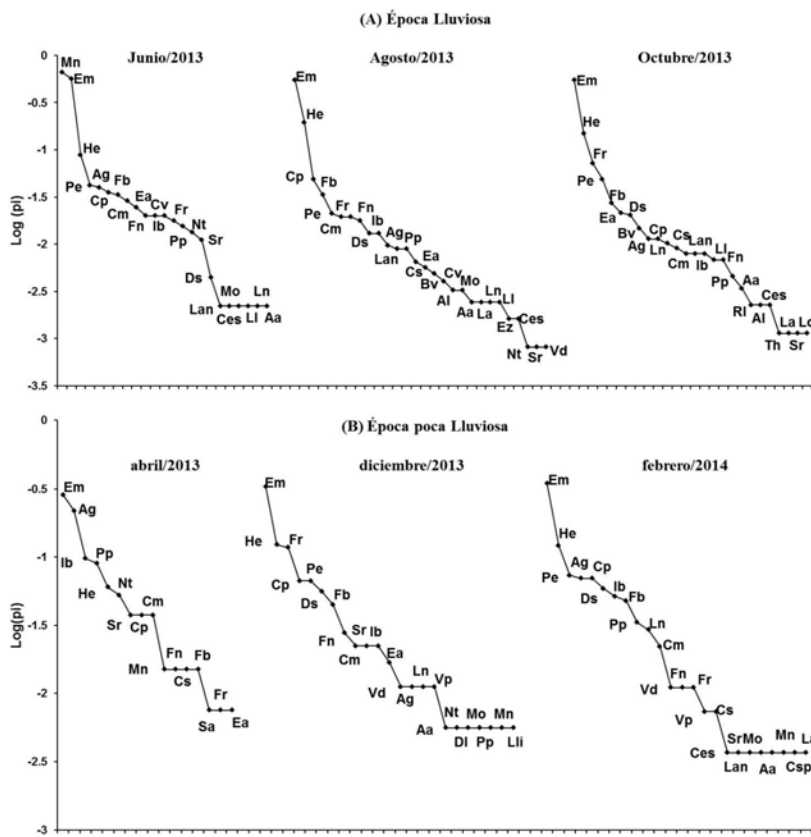 (A) Época Lluviosa
Junio/2013 Agosto/2013 Octubre/2013
Log (pi)
0
-0.5
-1
-1.5
-2
-2.5
-3
-3.5
Mn Em He Pe Ag Cp Fb Cm Ea Fn Cv Ib Fr Pp Nt Sr Ds Lan Mo Ces Ll Ln Aa
Em He Cp Fb Pe Fr Cm Fn Ds Ib Lan Ag Pp Cs Ea Bv Cv Al Mo Aa La Ln Ll Ez Ces Nt Sr Vd
Em He Fr Pe Fb Ea Ds Bv Ag Cp Ln Cs Cm Lan Ib Ll Pp Fn Aa Rl Al Ces Th La Sr
(B) Época poca Lluviosa
abril/2013 diciembre/2013 febrero/2014
Log(pi)
0
-0.5
-1
-1.5
-2
-2.5
-3
Em Ag Ib Pp He Nt Sr Cp Cm Mn Fn Cs Fb Sa Fr Ea
Em He Fr Cp Pe Ds Fb Fn Sr Cm Ib Ea Vd Ag Ln Vp Aa Nt Dl Mo Pp Mn Lli
Em He Pe Ag Cp Ds Ib Fb Pp Ln Cm Vd Fn Fr Vp Cs Ces Sr Lan Mo Aa Mn Csp